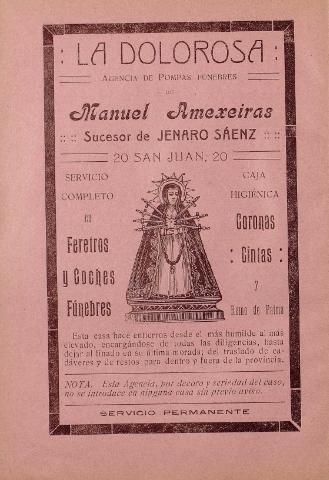 : LA DOLOROSA :
AGENCIA DE POMPAS FÚNEBRES
DE
Manuel Amexeiras
:: :: Sucesor de JENARO SÁENZ :: ::
20 SAN JUAN, 20
SERVICIO
COMPLETO
en
Feretros
y Coches
Fúnebres
CAJA
HIGIÉNICA
Coronas
: Cintas :
y
Ramo de Palma
Esta casa hace entierros desde el más humilde al más
elevado, encargándose de todas las diligencias, hasta
dejar al finado en su última morada; del traslado de ca-
dáveres y de restos para dentro y fuera de la provincia.
NOTA. Esta Agencia, por decoro y seriedad del caso,
no se introduce en ninguna casa sin previo aviso.
SERVICIO PERMANENTE